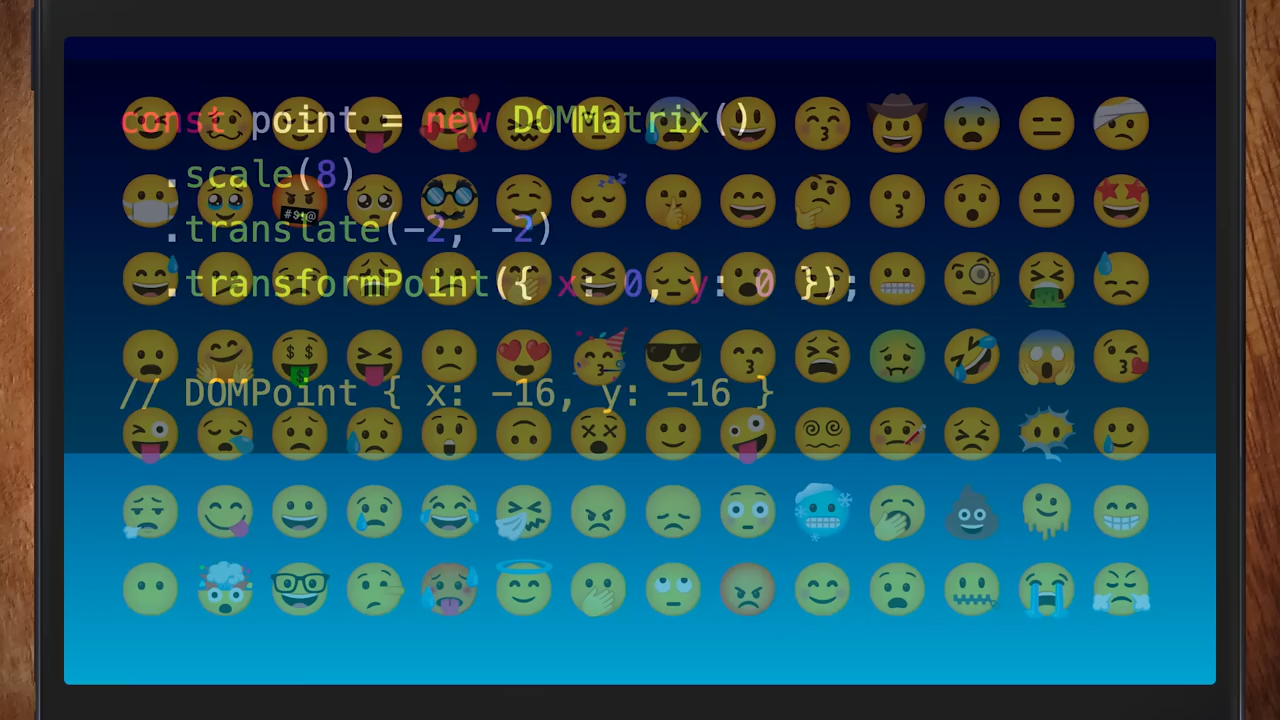 const point = new DOMMatrix()
.scale(8)
.translate(−2, −2)
.transformPoint({ x: 0, y: 0 });
// DOMPoint { x: −16, y: −16 }